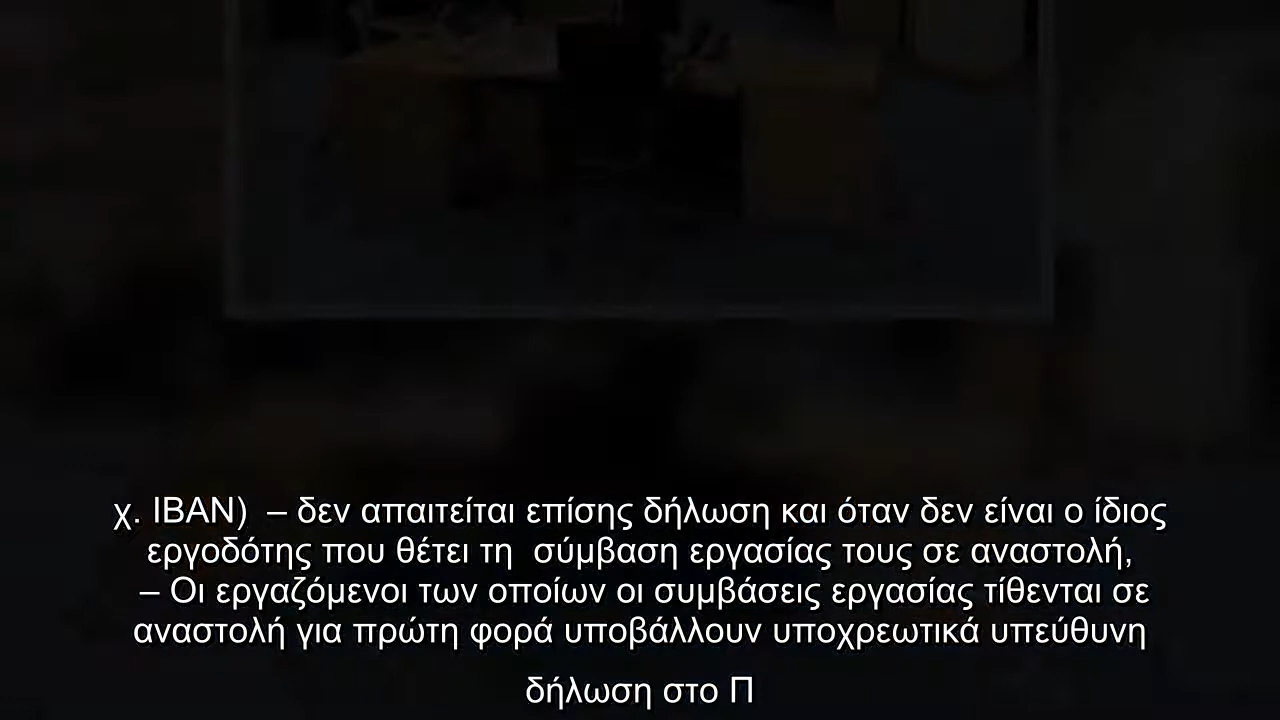 χ. IBAN)  – δεν απαιτείται επίσης δήλωση και όταν δεν είναι ο ίδιος
εργοδότης που θέτει τη  σύμβαση εργασίας τους σε αναστολή,
– Οι εργαζόμενοι των οποίων οι συμβάσεις εργασίας τίθενται σε
αναστολή για πρώτη φορά υποβάλλουν υποχρεωτικά υπεύθυνη
δήλωση στο Π